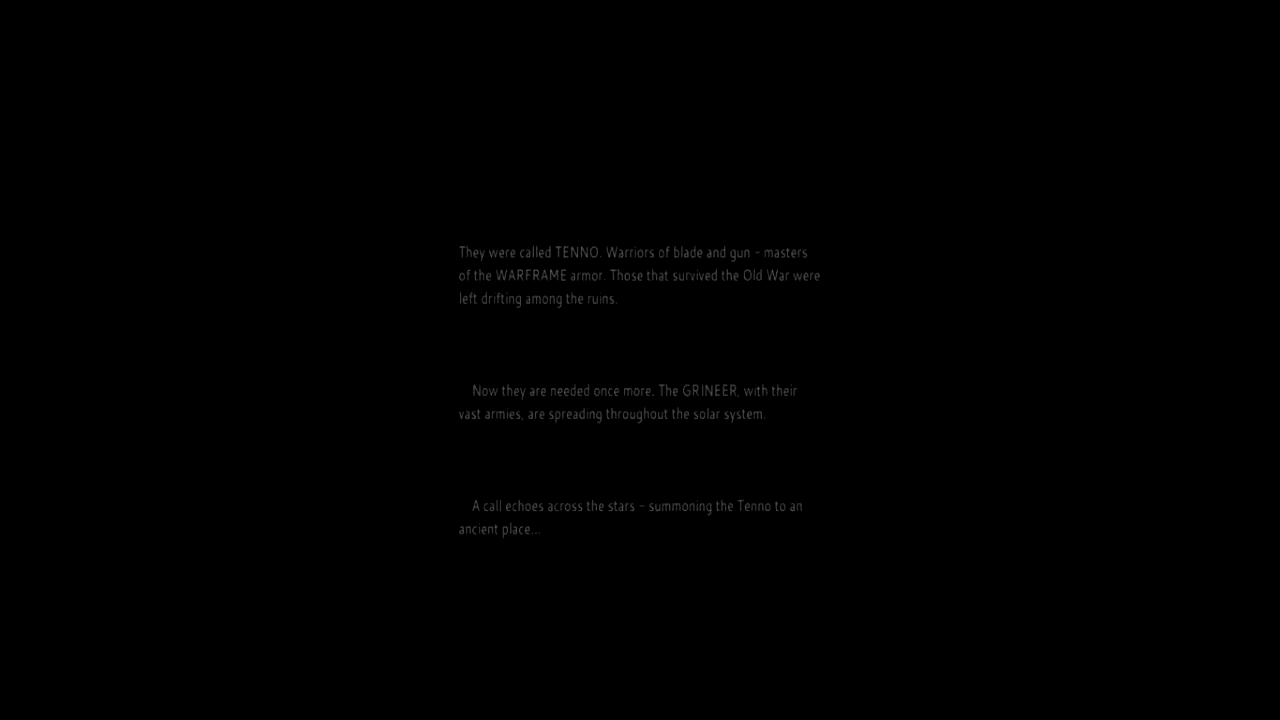 They were called TENNO. Warriors of blade and gun - masters
of the WARFRAME armor. Those that survived the Old War were
left drifting among the ruins.
Now they are needed once more. The GRINEER, with their
vast armies, are spreading throughout the solar system.
A call echoes across the stars - summoning the Tenno to an
ancient place...